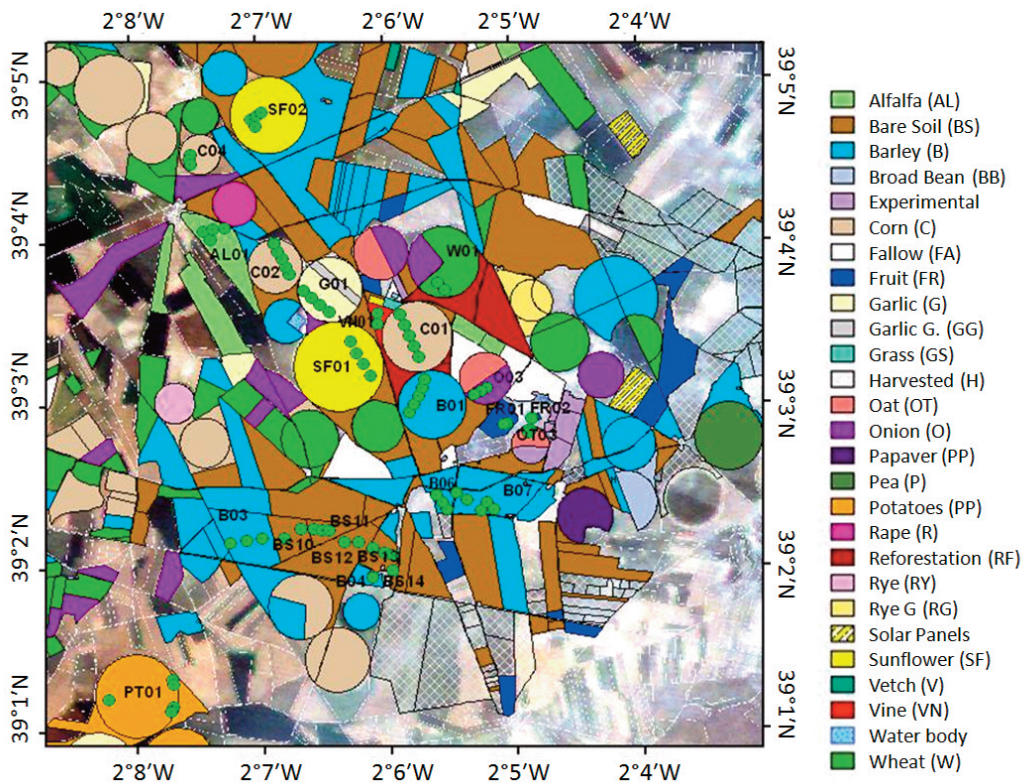 2°8'W 2°7'W 2°6'W 2°5'W 2°4'W
39°5'N 39°5'N
39°4'N 39°4'N
39°3'N 39°3'N
39°2'N 39°2'N
39°1'N 39°1'N
SF02
C04
AL01
W01
C02
G01
VN01
C01
SF01
O03
B01
FR01 FR02
OT03
B06
B07
B03
BS11
BS10
BS12 BS13
B04 BS14
PT01
2°8'W 2°7'W 2°6'W 2°5'W 2°4'W
Alfalfa (AL)
Bare Soil (BS)
Barley (B)
Broad Bean (BB)
Experimental
Corn (C)
Fallow (FA)
Fruit (FR)
Garlic (G)
Garlic G. (GG)
Grass (GS)
Harvested (H)
Oat (OT)
Onion (O)
Papaver (PP)
Pea (P)
Potatoes (PP)
Rape (R)
Reforestation (RF)
Rye (RY)
Rye G (RG)
Solar Panels
Sunflower (SF)
Vetch (V)
Vine (VN)
Water body
Wheat (W)